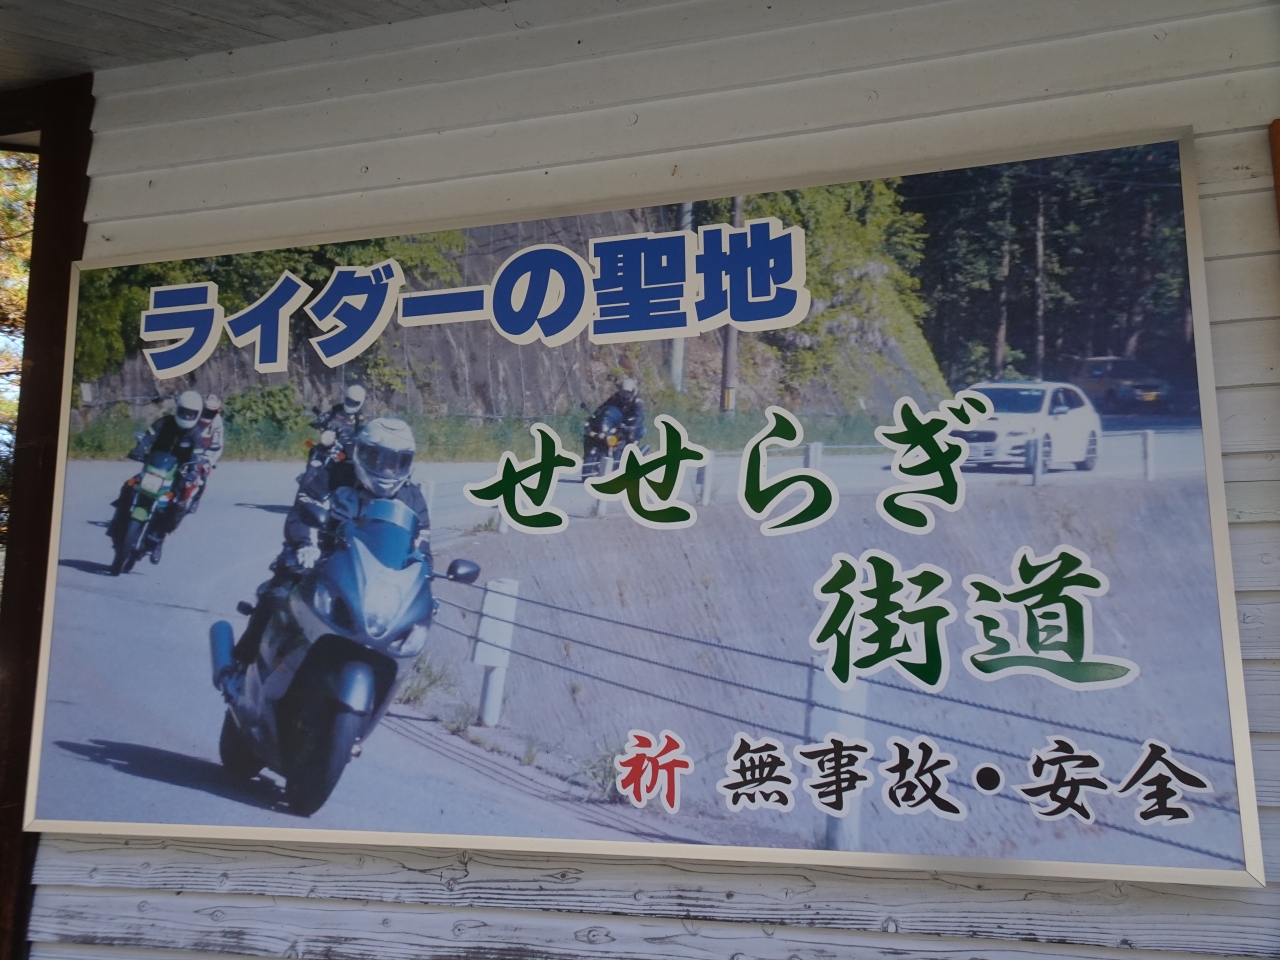 ライダーの聖地
せせらぎ
街道
祈 無事故・安全